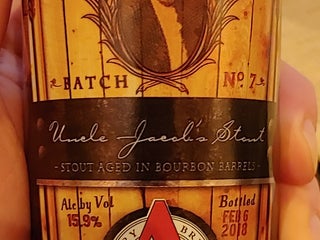 BATCH Nº 7
Uncle Jacob's Stout
- STOUT AGED IN BOURBON BARRELS -
Alc by Vol
15.9%
Bottled
FEB 6
2018